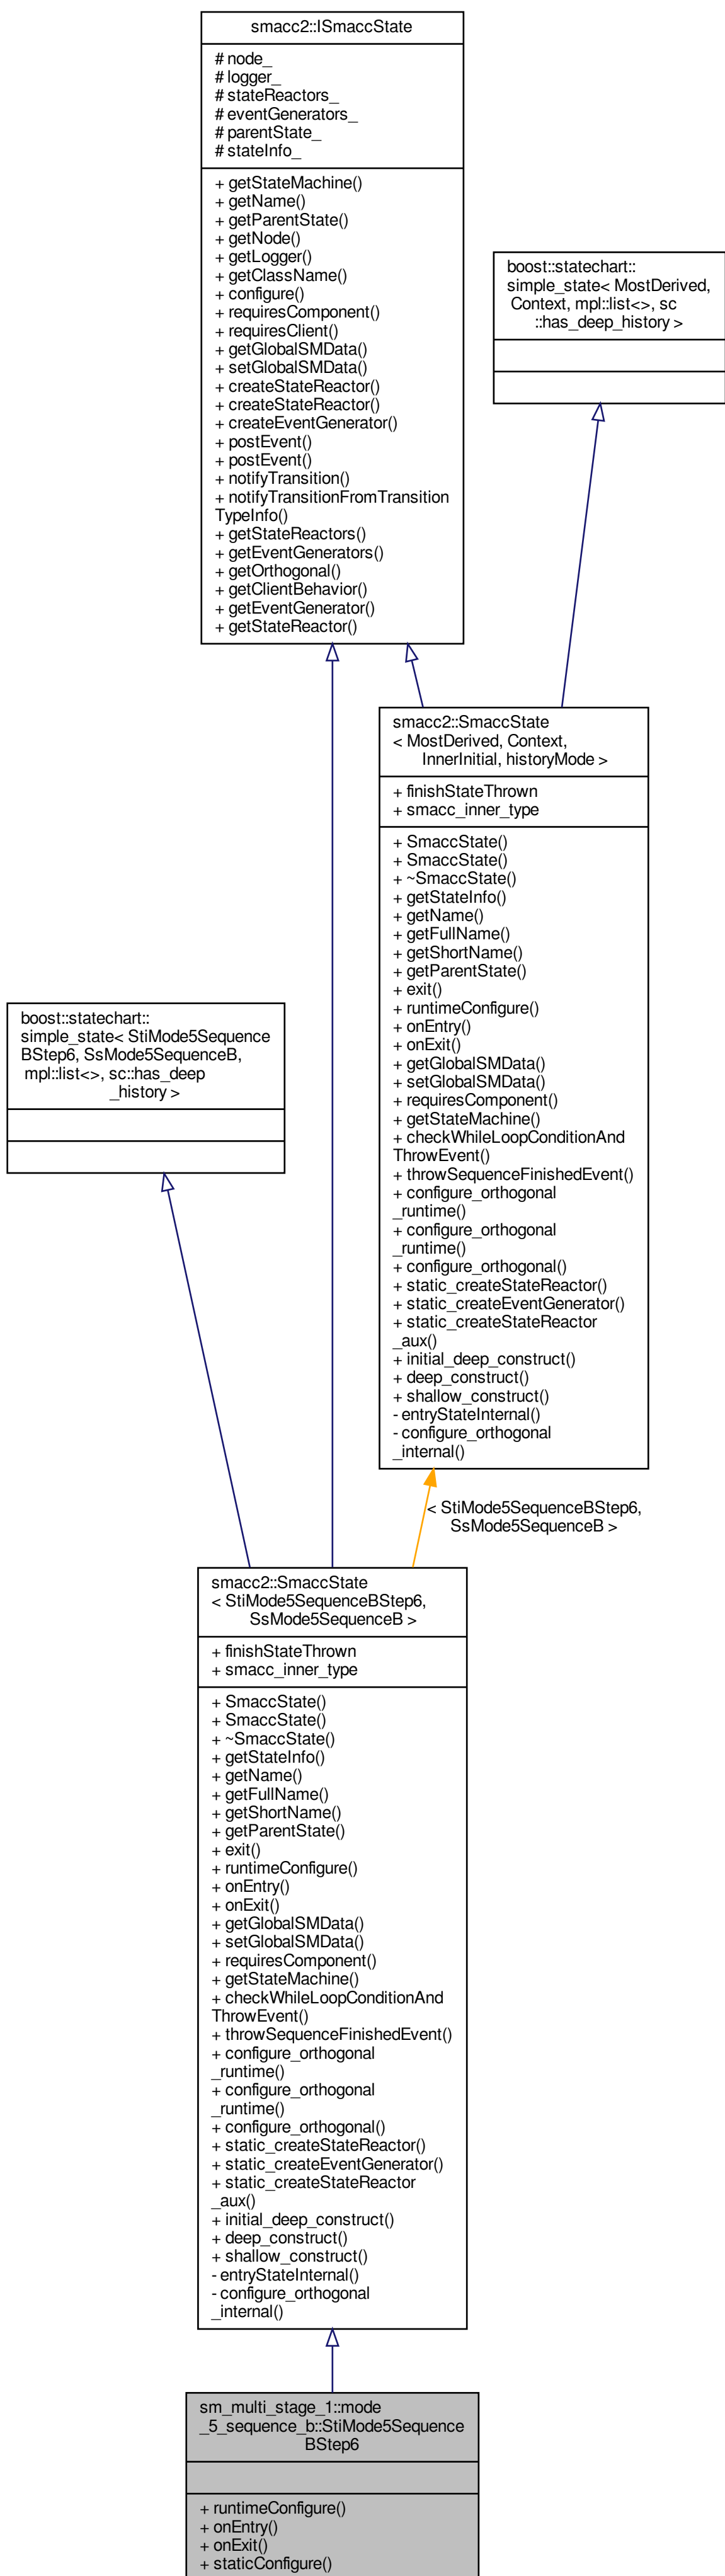 smacc2::ISmaccState
# node_
# logger_
# stateReactors_
# eventGenerators_
# parentState_
# stateInfo_
+ getStateMachine()
+ getName()
+ getParentState()
+ getNode()
+ getLogger()
+ getClassName()
+ configure()
+ requiresComponent()
+ requiresClient()
+ getGlobalSMData()
+ setGlobalSMData()
+ createStateReactor()
+ createStateReactor()
+ createEventGenerator()
+ postEvent()
+ postEvent()
+ notifyTransition()
+ notifyTransitionFromTransition
TypeInfo()
+ getStateReactors()
+ getEventGenerators()
+ getOrthogonal()
+ getClientBehavior()
+ getEventGenerator()
+ getStateReactor()
boost::statechart::
simple_state< MostDerived,
Context, mpl::list<>, sc
::has_deep_history >
smacc2::SmaccState
< MostDerived, Context,
InnerInitial, historyMode >
+ finishStateThrown
+ smacc_inner_type
+ SmaccState()
+ SmaccState()
+ ~SmaccState()
+ getStateInfo()
+ getName()
+ getFullName()
+ getShortName()
+ getParentState()
+ exit()
+ runtimeConfigure()
+ onEntry()
+ onExit()
+ getGlobalSMData()
+ setGlobalSMData()
+ requiresComponent()
+ getStateMachine()
+ checkWhileLoopConditionAnd
ThrowEvent()
+ throwSequenceFinishedEvent()
+ configure_orthogonal
_runtime()
+ configure_orthogonal
_runtime()
+ configure_orthogonal()
+ static_createStateReactor()
+ static_createEventGenerator()
+ static_createStateReactor
_aux()
+ initial_deep_construct()
+ deep_construct()
+ shallow_construct()
- entryStateInternal()
- configure_orthogonal
_internal()
boost::statechart::
simple_state< StiMode5Sequence
BStep6, SsMode5SequenceB,
mpl::list<>, sc::has_deep
_history >
< StiMode5SequenceBStep6,
SsMode5SequenceB >
smacc2::SmaccState
< StiMode5SequenceBStep6,
SsMode5SequenceB >
+ finishStateThrown
+ smacc_inner_type
+ SmaccState()
+ SmaccState()
+ ~SmaccState()
+ getStateInfo()
+ getName()
+ getFullName()
+ getShortName()
+ getParentState()
+ exit()
+ runtimeConfigure()
+ onEntry()
+ onExit()
+ getGlobalSMData()
+ setGlobalSMData()
+ requiresComponent()
+ getStateMachine()
+ checkWhileLoopConditionAnd
ThrowEvent()
+ throwSequenceFinishedEvent()
+ configure_orthogonal
_runtime()
+ configure_orthogonal
_runtime()
+ configure_orthogonal()
+ static_createStateReactor()
+ static_createEventGenerator()
+ static_createStateReactor
_aux()
+ initial_deep_construct()
+ deep_construct()
+ shallow_construct()
- entryStateInternal()
- configure_orthogonal
_internal()
sm_multi_stage_1::mode
_5_sequence_b::StiMode5Sequence
BStep6
+ runtimeConfigure()
+ onEntry()
+ onExit()
+ staticConfigure()